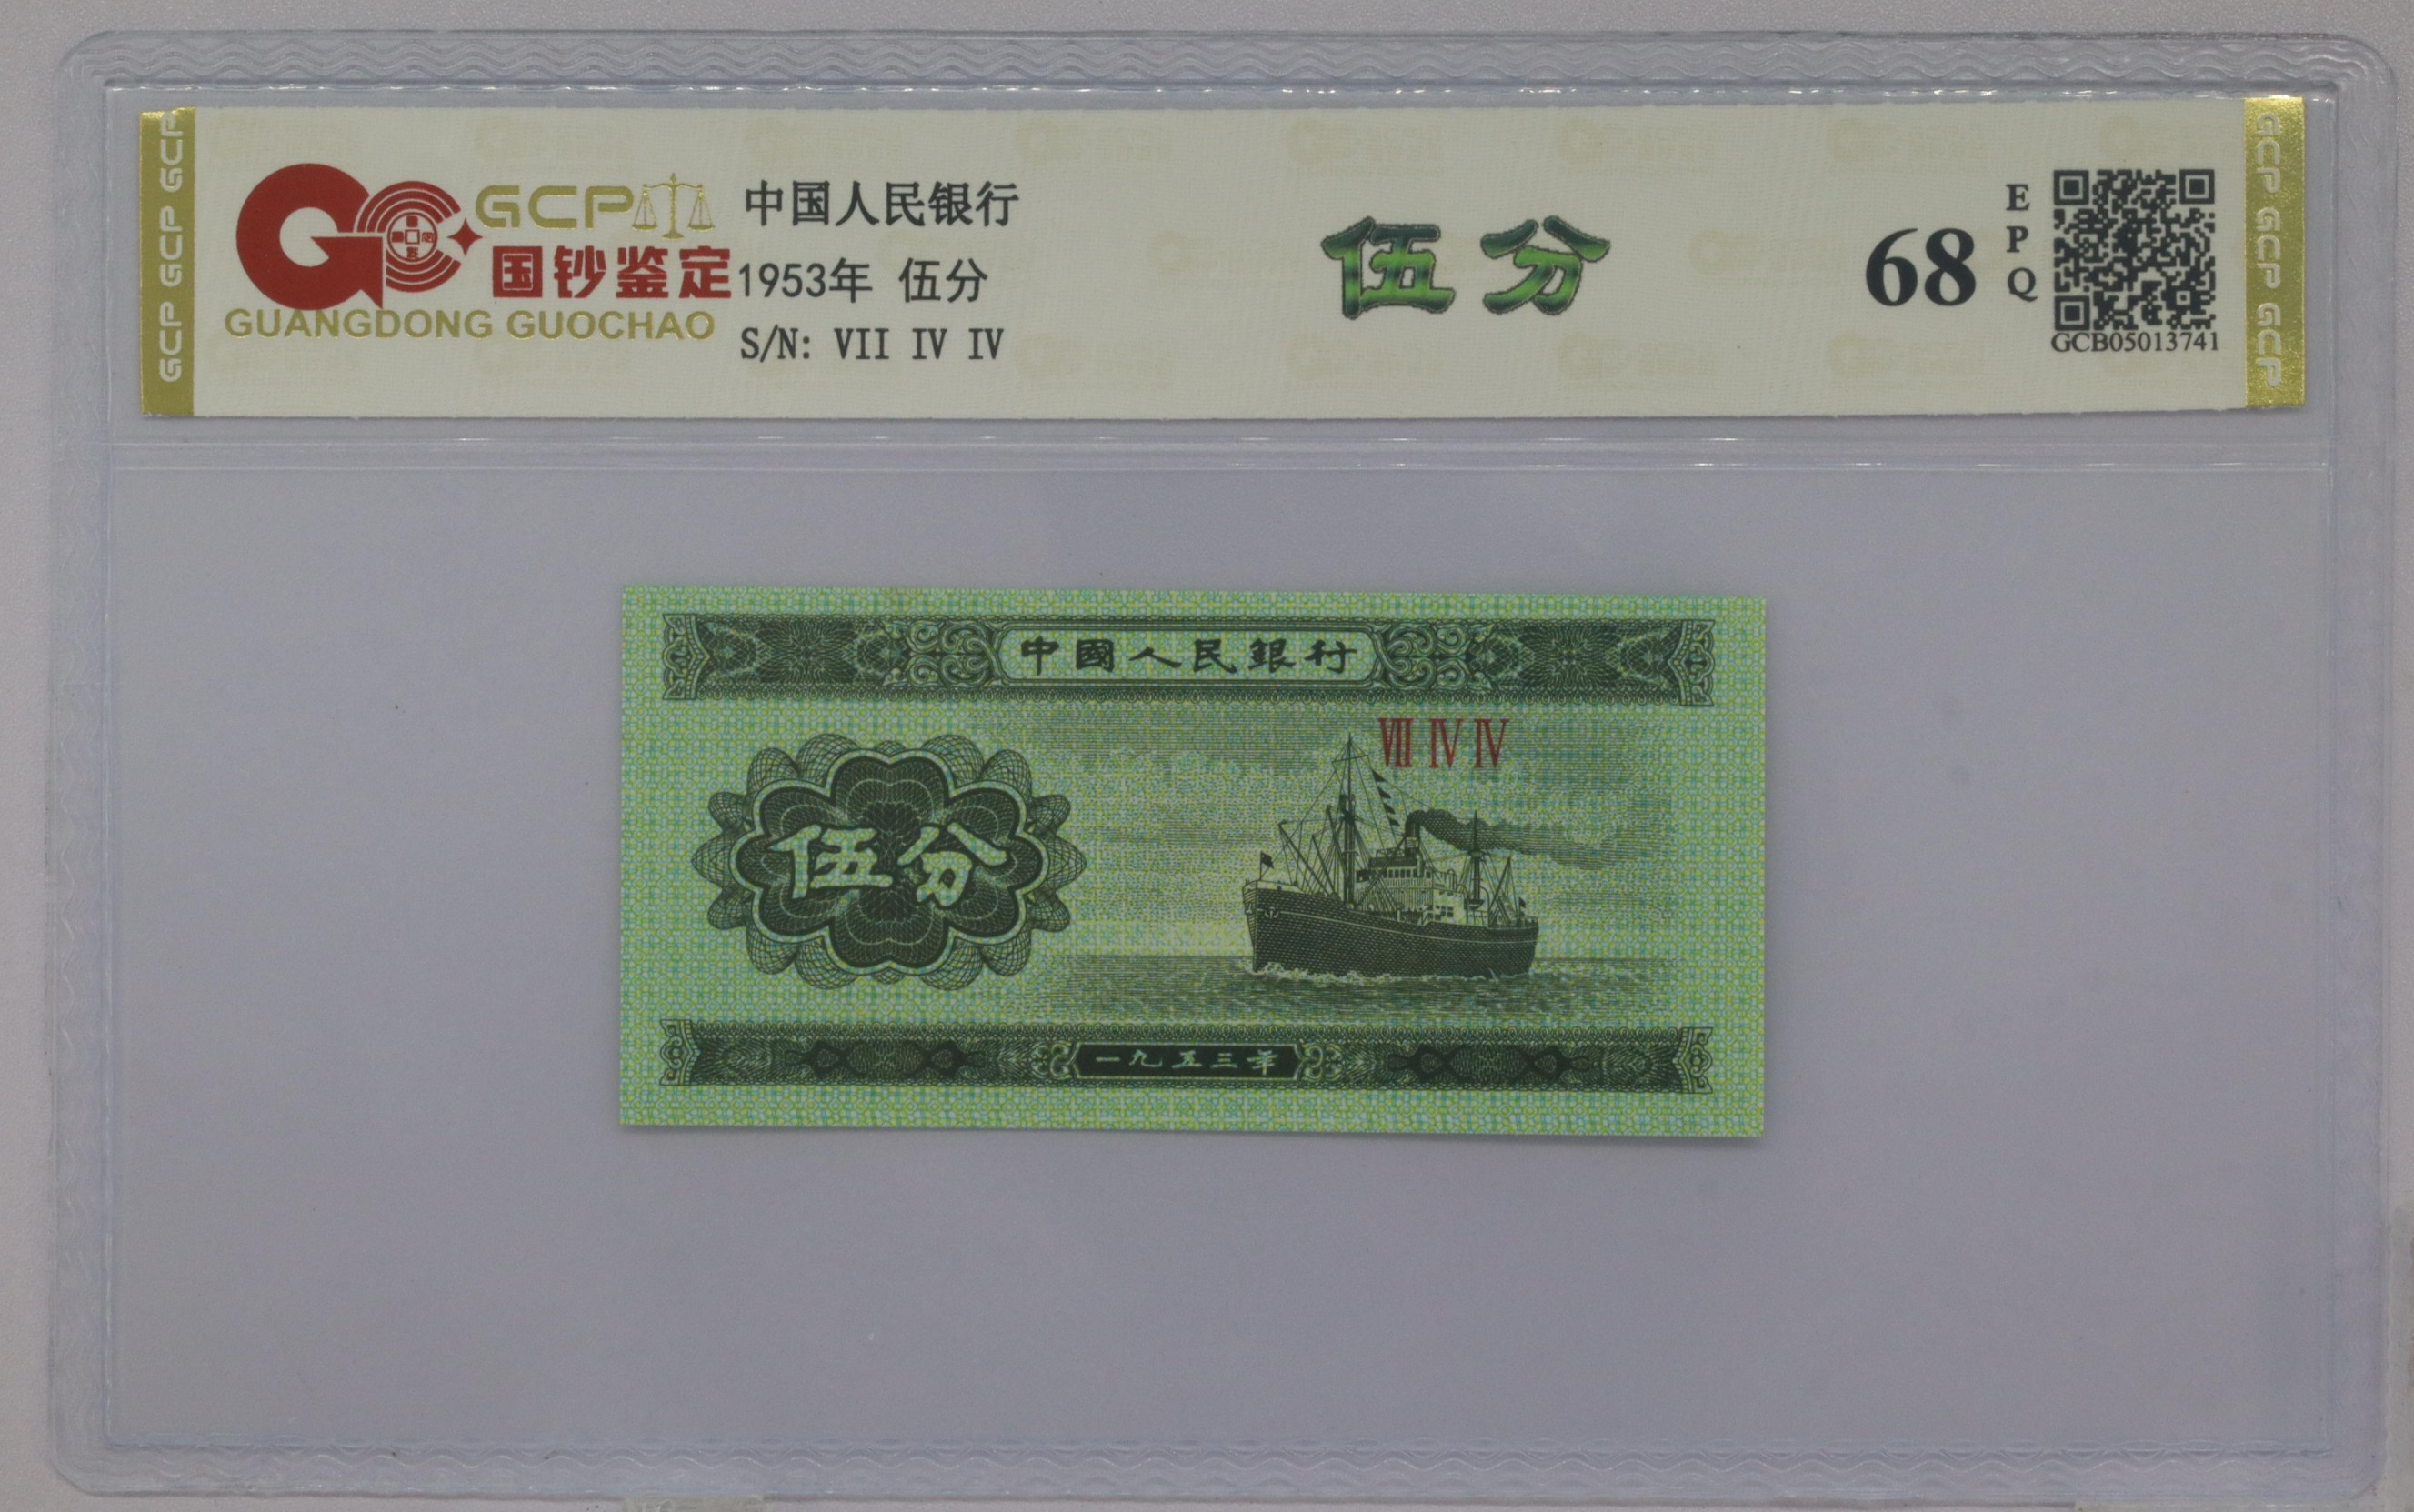 GCP GCP GCP
GCP
国钞鉴定
GUANGDONG GUOCHAO
中国人民银行
1953年 伍分
S/N: VII IV IV
伍分
68
EPQ
GCB05013741
GCP GCP GCP
中國人民銀行
VII IV IV
伍分
一九五三年